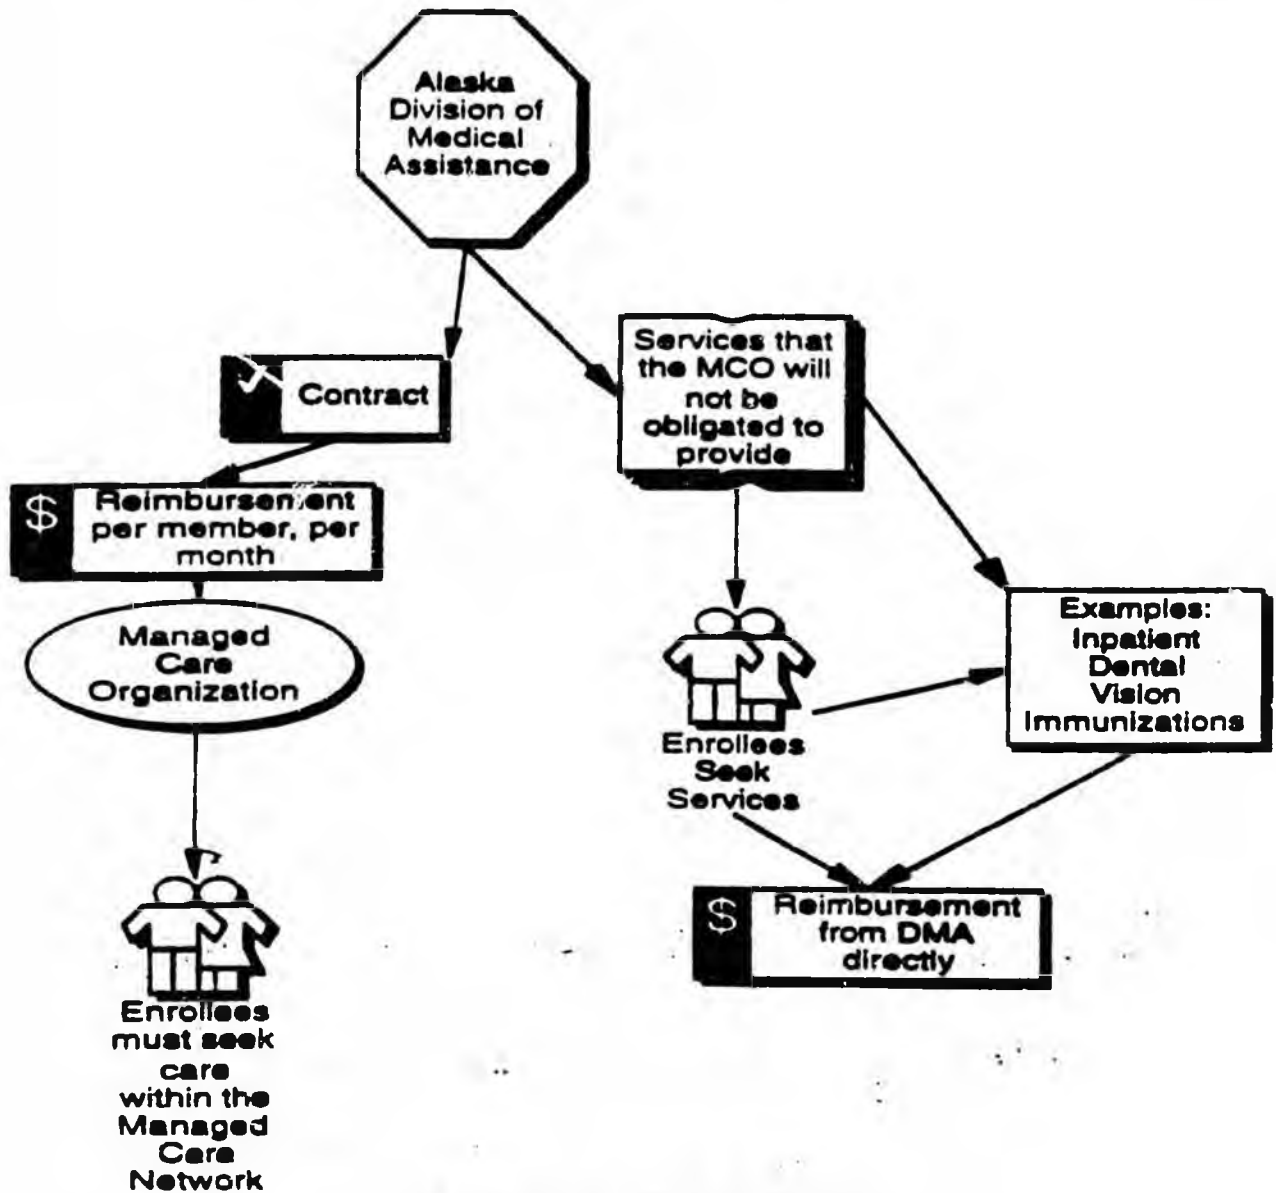 Alaska
Division of
Medical
Assistance
Contract
$
Reimbursement
per member, per
month
Managed
Care
Organization
Enrollees
must seek
care
within the
Managed
Care
Network
Services that
the MCO will
not be
obligated to
provide
Enrollees
Seek
Services
Examples:
Inpatient
Dental
Vision
Immunizations
$
Reimbursement
from DMA
directly